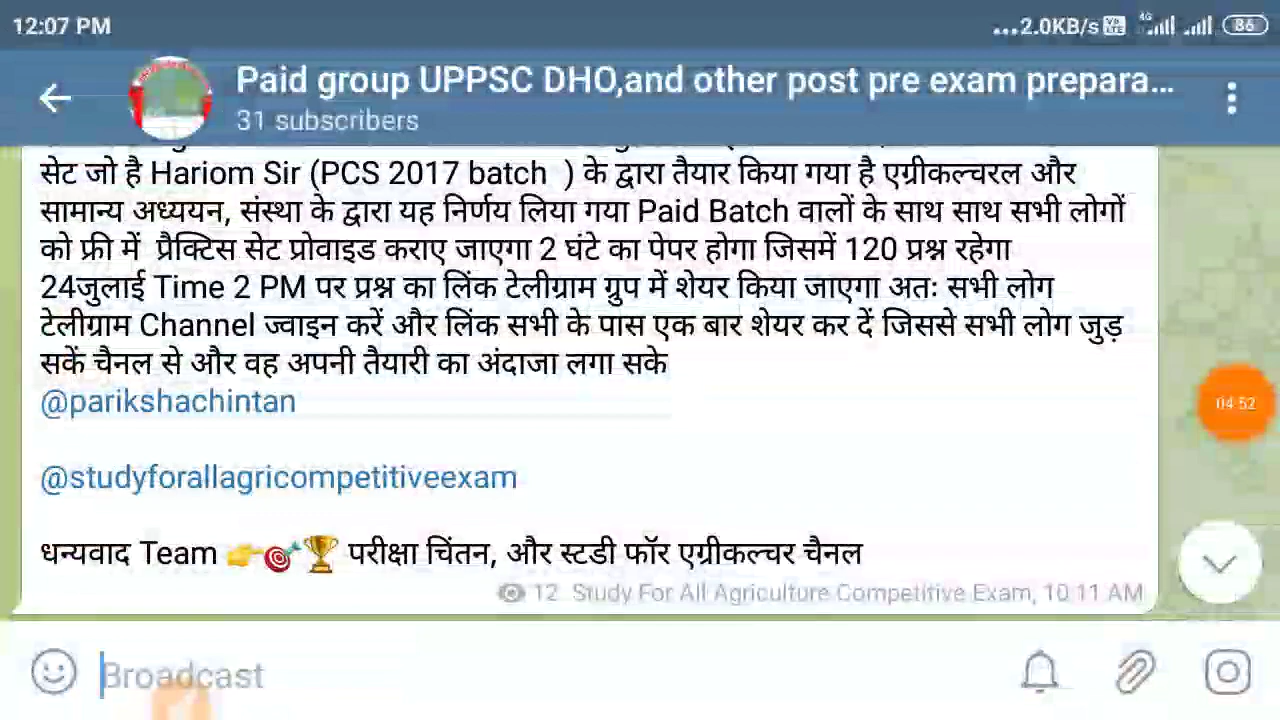 12:07 PM
...2.0KB/s Vo LTE 4G 86
Paid group UPPSC DHO,and other post pre exam prepara...
31 subscribers
सेट जो है Hariom Sir (PCS 2017 batch ) के द्वारा तैयार किया गया है एग्रीकल्चरल और
सामान्य अध्ययन, संस्था के द्वारा यह निर्णय लिया गया Paid Batch वालों के साथ साथ सभी लोगों
को फ्री में प्रैक्टिस सेट प्रोवाइड कराए जाएगा 2 घंटे का पेपर होगा जिसमें 120 प्रश्न रहेगा
24जुलाई Time 2 PM पर प्रश्न का लिंक टेलीग्राम ग्रुप में शेयर किया जाएगा अतः सभी लोग
टेलीग्राम Channel ज्वाइन करें और लिंक सभी के पास एक बार शेयर कर दें जिससे सभी लोग जुड़
सकें चैनल से और वह अपनी तैयारी का अंदाजा लगा सके
@parikshachintan
04:52
@studyforallagricompetitiveexam
धन्यवाद Team 👉🎯🏆 परीक्षा चिंतन, और स्टडी फॉर एग्रीकल्चर चैनल
12 Study For All Agriculture Competitive Exam, 10:11 AM
Broadcast